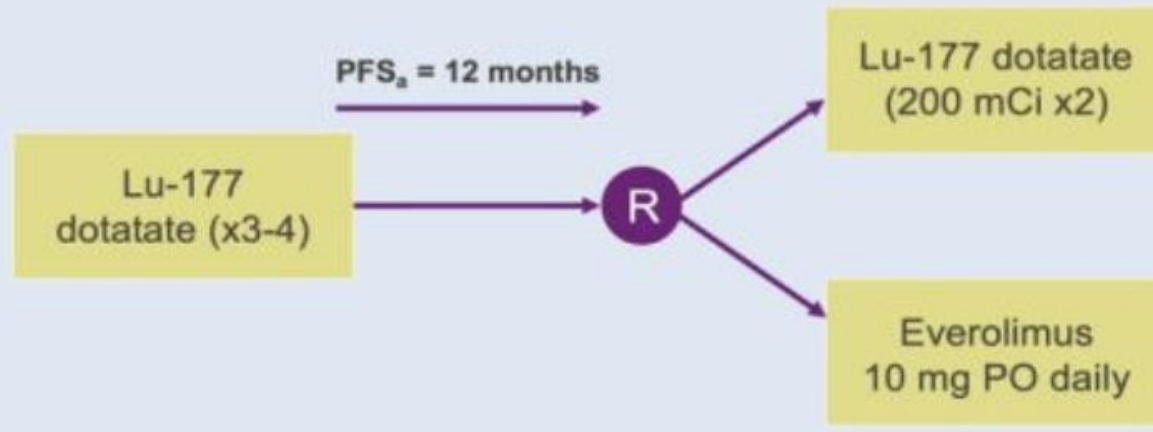 PFSₐ = 12 months
Lu-177
dotatate (x3-4)
R
Lu-177 dotatate
(200 mCi x2)
Everolimus
10 mg PO daily